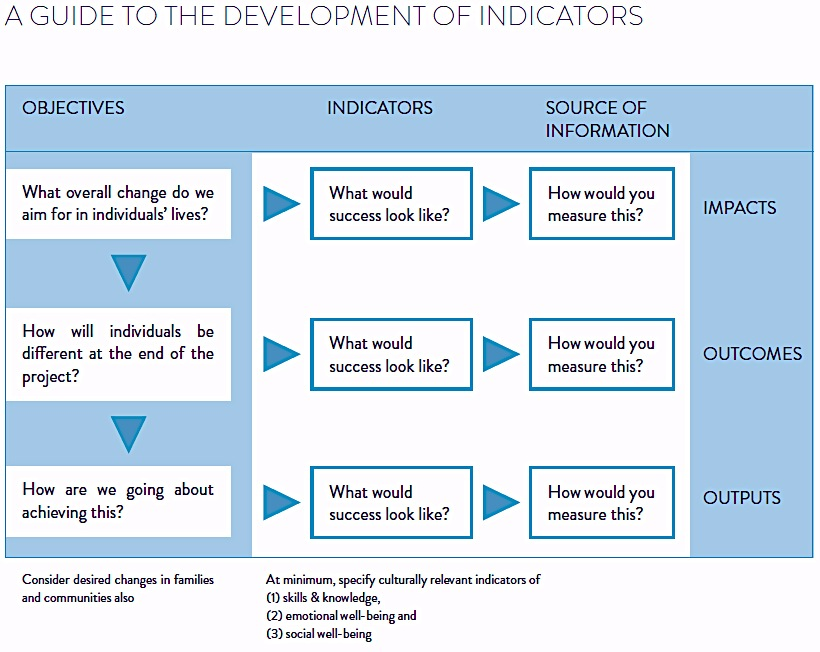 A GUIDE TO THE DEVELOPMENT OF INDICATORS
OBJECTIVES
INDICATORS
SOURCE OF
INFORMATION
What overall change do we
aim for in individuals' lives?
What would
success look like?
How would you
measure this?
IMPACTS
How will individuals be
different at the end of the
project?
What would
success look like?
How would you
measure this?
OUTCOMES
How are we going about
achieving this?
What would
success look like?
How would you
measure this?
OUTPUTS
Consider desired changes in families
and communities also
At minimum, specify culturally relevant indicators of
(1) skills & knowledge,
(2) emotional well-being and
(3) social well-being